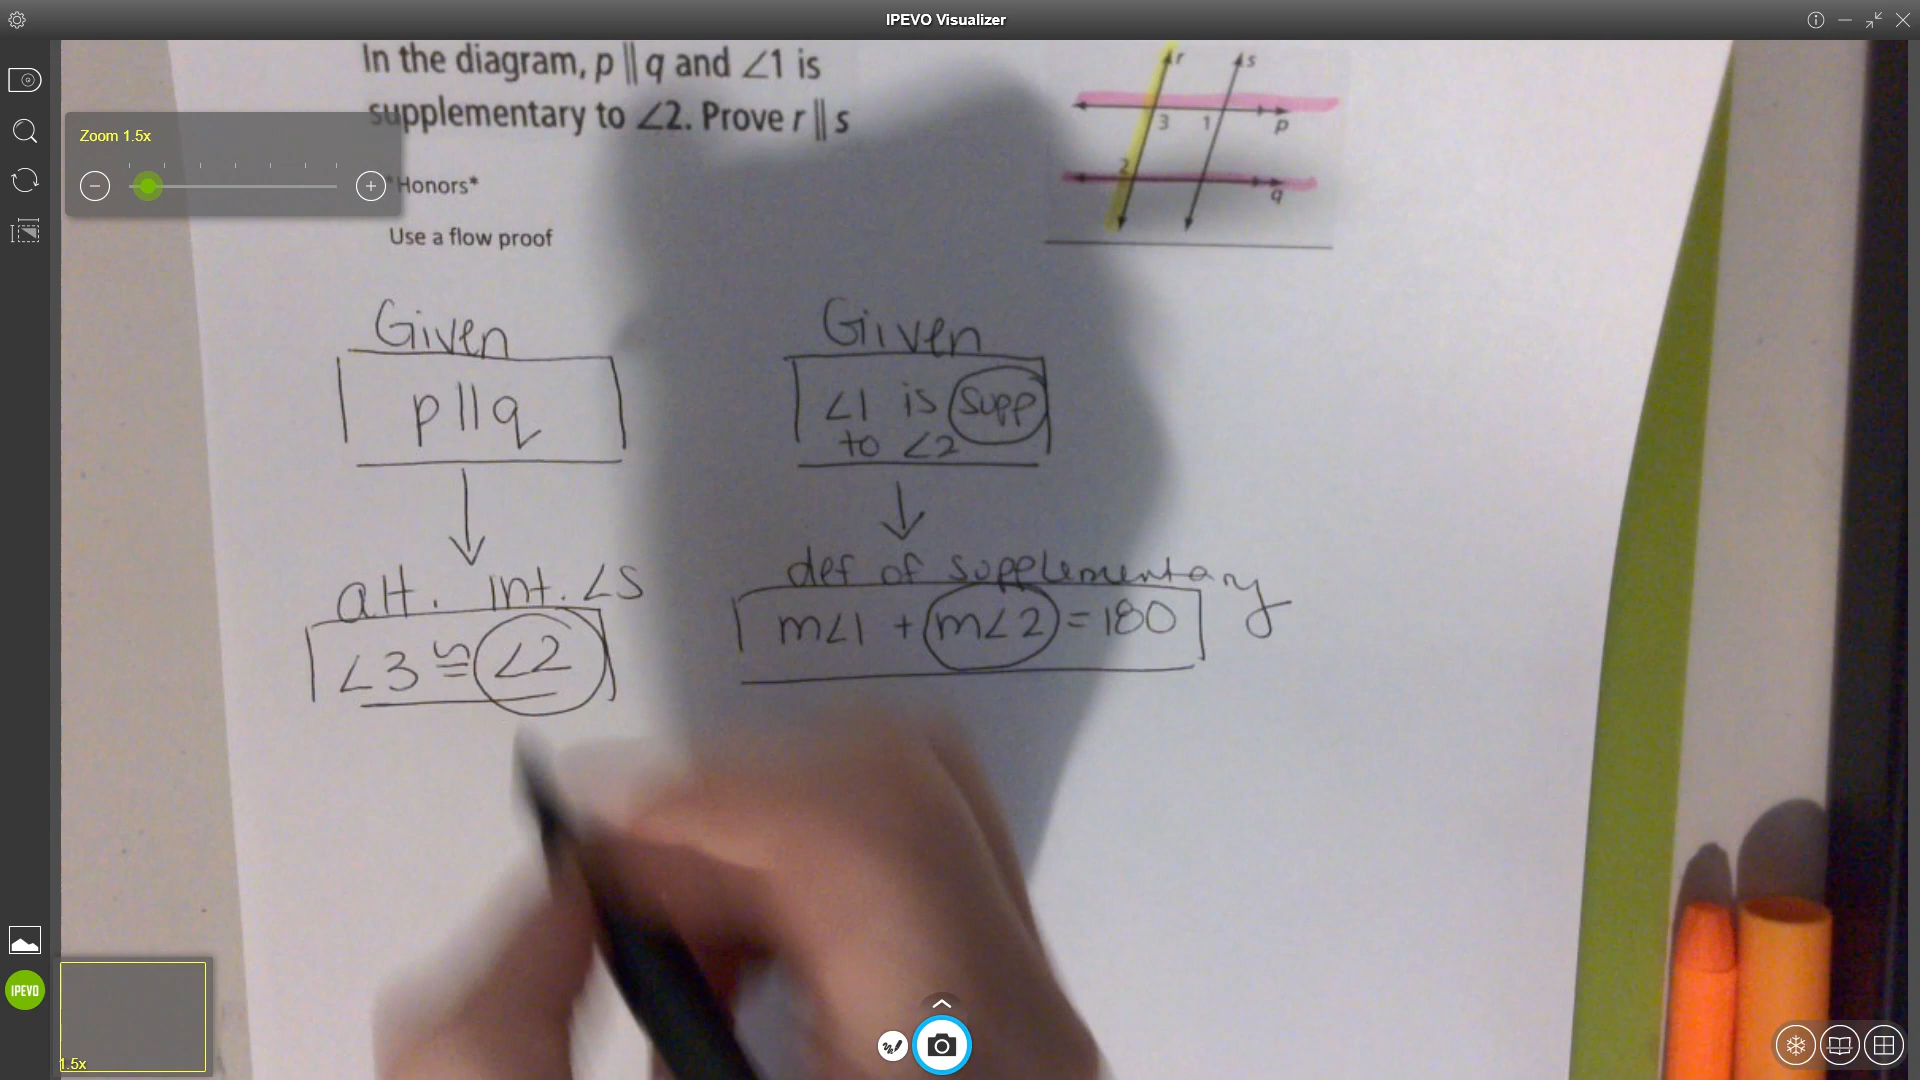 IPEVO Visualizer
In the diagram, p ∥ q and ∠1 is
supplementary to ∠2. Prove r ∥ s
Zoom 1.5x
*Honors*
Use a flow proof
r
s
3
1
p
2
q
Given
Given
p||q
∠1 is supp
to ∠2
alt. int. ∠s
def of supplementary
∠3 ≅ ∠2
m∠1 + m∠2 = 180
IPEVO
1.5x